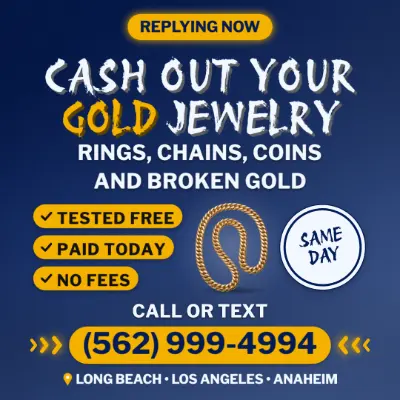 REPLYING NOW
CASH OUT YOUR
GOLD JEWELRY
RINGS, CHAINS, COINS
AND BROKEN GOLD
✓ TESTED FREE
✓ PAID TODAY
✓ NO FEES
SAME
DAY
CALL OR TEXT
(562) 999-4994
LONG BEACH • LOS ANGELES • ANAHEIM